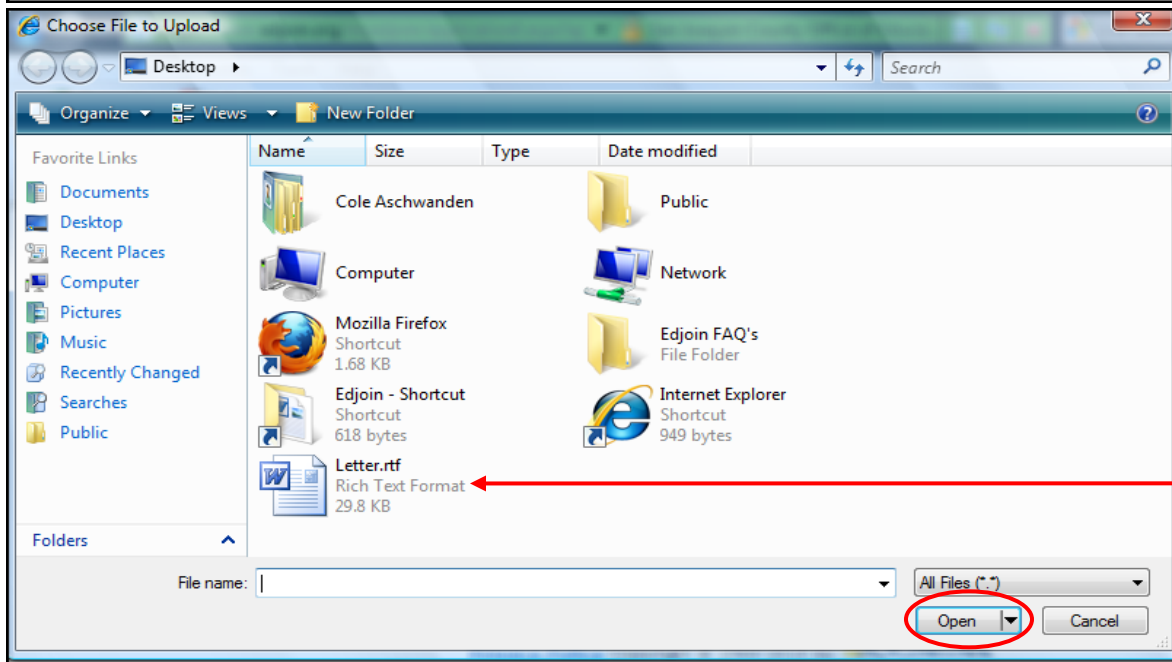 Choose File to Upload
Desktop
Search
Organize Views New Folder
Favorite Links
Documents
Desktop
Recent Places
Computer
Pictures
Music
Recently Changed
Searches
Public
Folders
Name Size Type Date modified
Cole Aschwanden
Public
Computer
Network
Mozilla Firefox
Shortcut
1.68 KB
Edjoin FAQ's
File Folder
Edjoin - Shortcut
Shortcut
618 bytes
Internet Explorer
Shortcut
949 bytes
Letter.rtf
Rich Text Format
29.8 KB
File name:
All Files (*.*)
Open Cancel